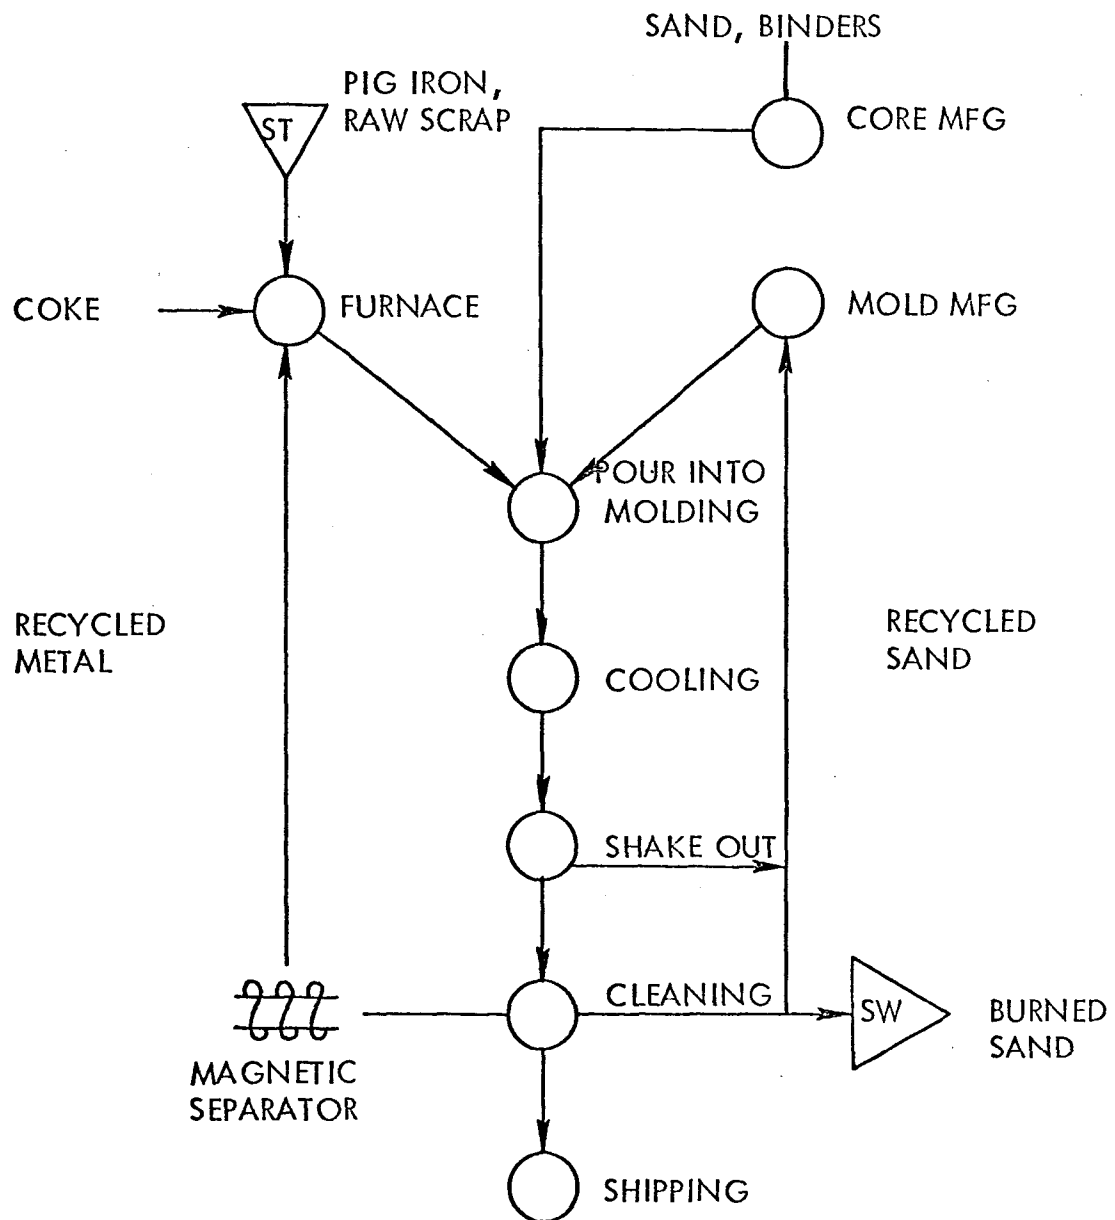 SAND, BINDERS
PIG IRON,
RAW SCRAP
ST
CORE MFG
COKE
FURNACE
MOLD MFG
POUR INTO
MOLDING
RECYCLED
METAL
RECYCLED
SAND
COOLING
SHAKE OUT
CLEANING
SW
BURNED
SAND
MAGNETIC
SEPARATOR
SHIPPING